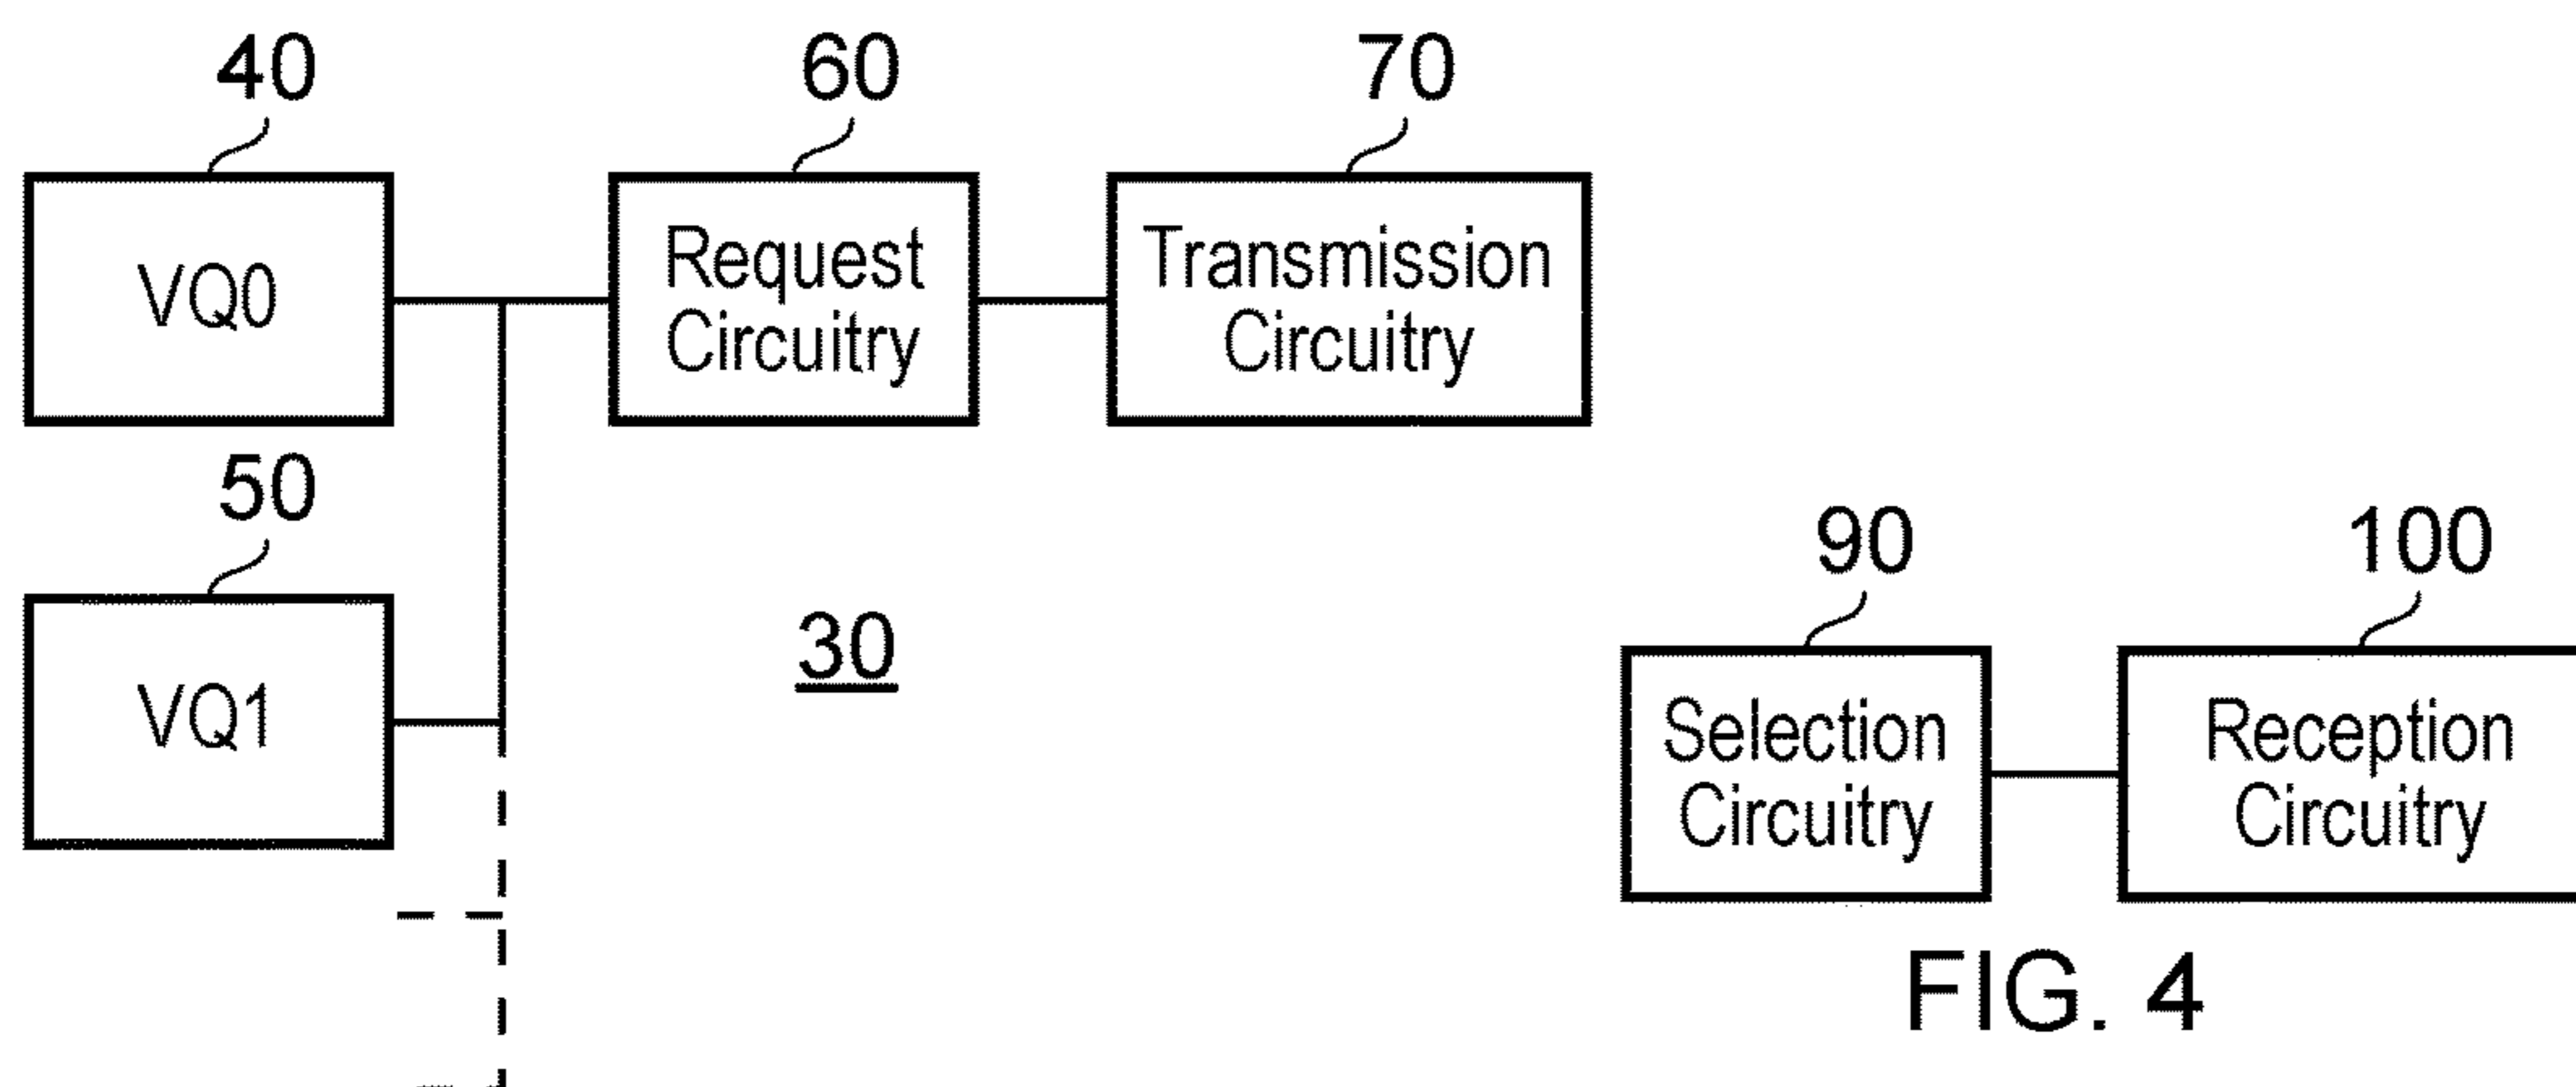 40
60
70
VQ0
Request
Circuitry
Transmission
Circuitry
50
VQ1
30
90
100
Selection
Circuitry
Reception
Circuitry
FIG. 4